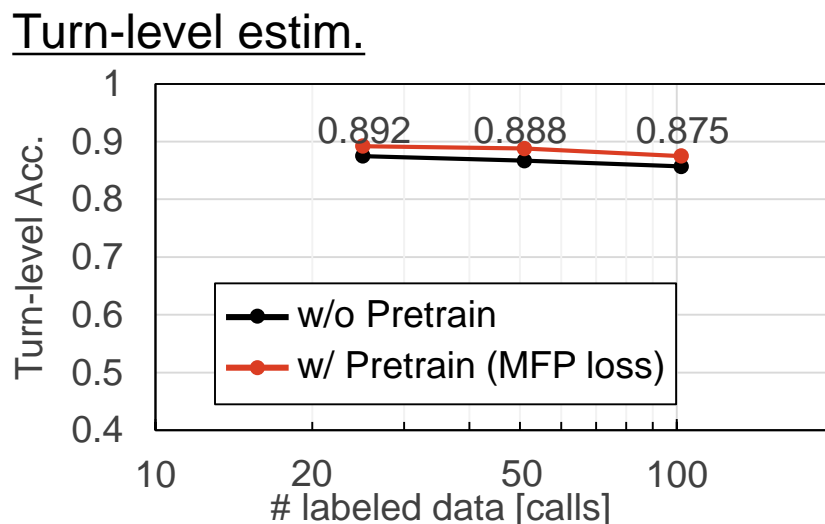 Turn-level estim.
1
0.892 0.888 0.875
0.9
0.8
0.7
0.6
0.5
0.4
Turn-level Acc.
w/o Pretrain
w/ Pretrain (MFP loss)
10 20 50 100
# labeled data [calls]